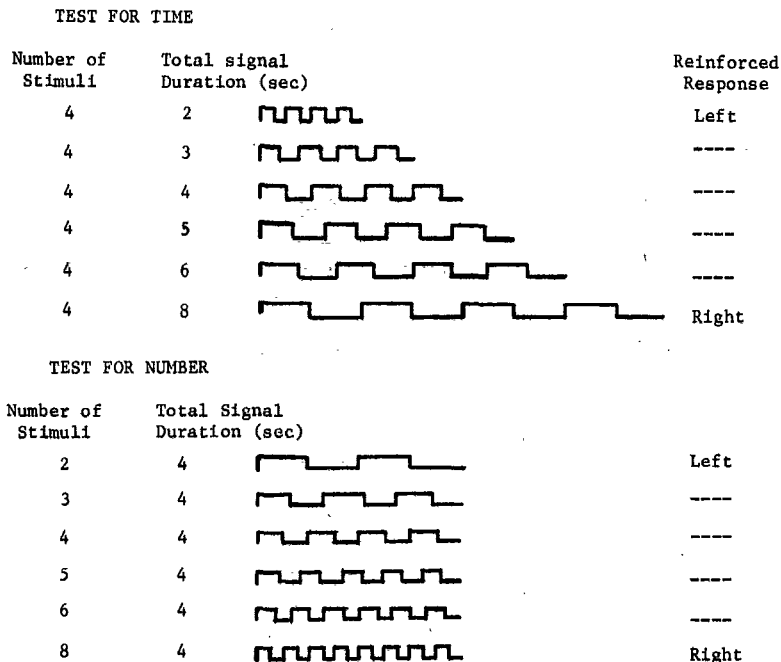 TEST FOR TIME
Number of Stimuli Total signal Duration (sec) Reinforced Response
4 2 Left
4 3 ----
4 4 ----
4 5 ----
4 6 ----
4 8 Right
TEST FOR NUMBER
Number of Stimuli Total Signal Duration (sec)
2 4 Left
3 4 ----
4 4 ----
5 4 ----
6 4 ----
8 4 Right